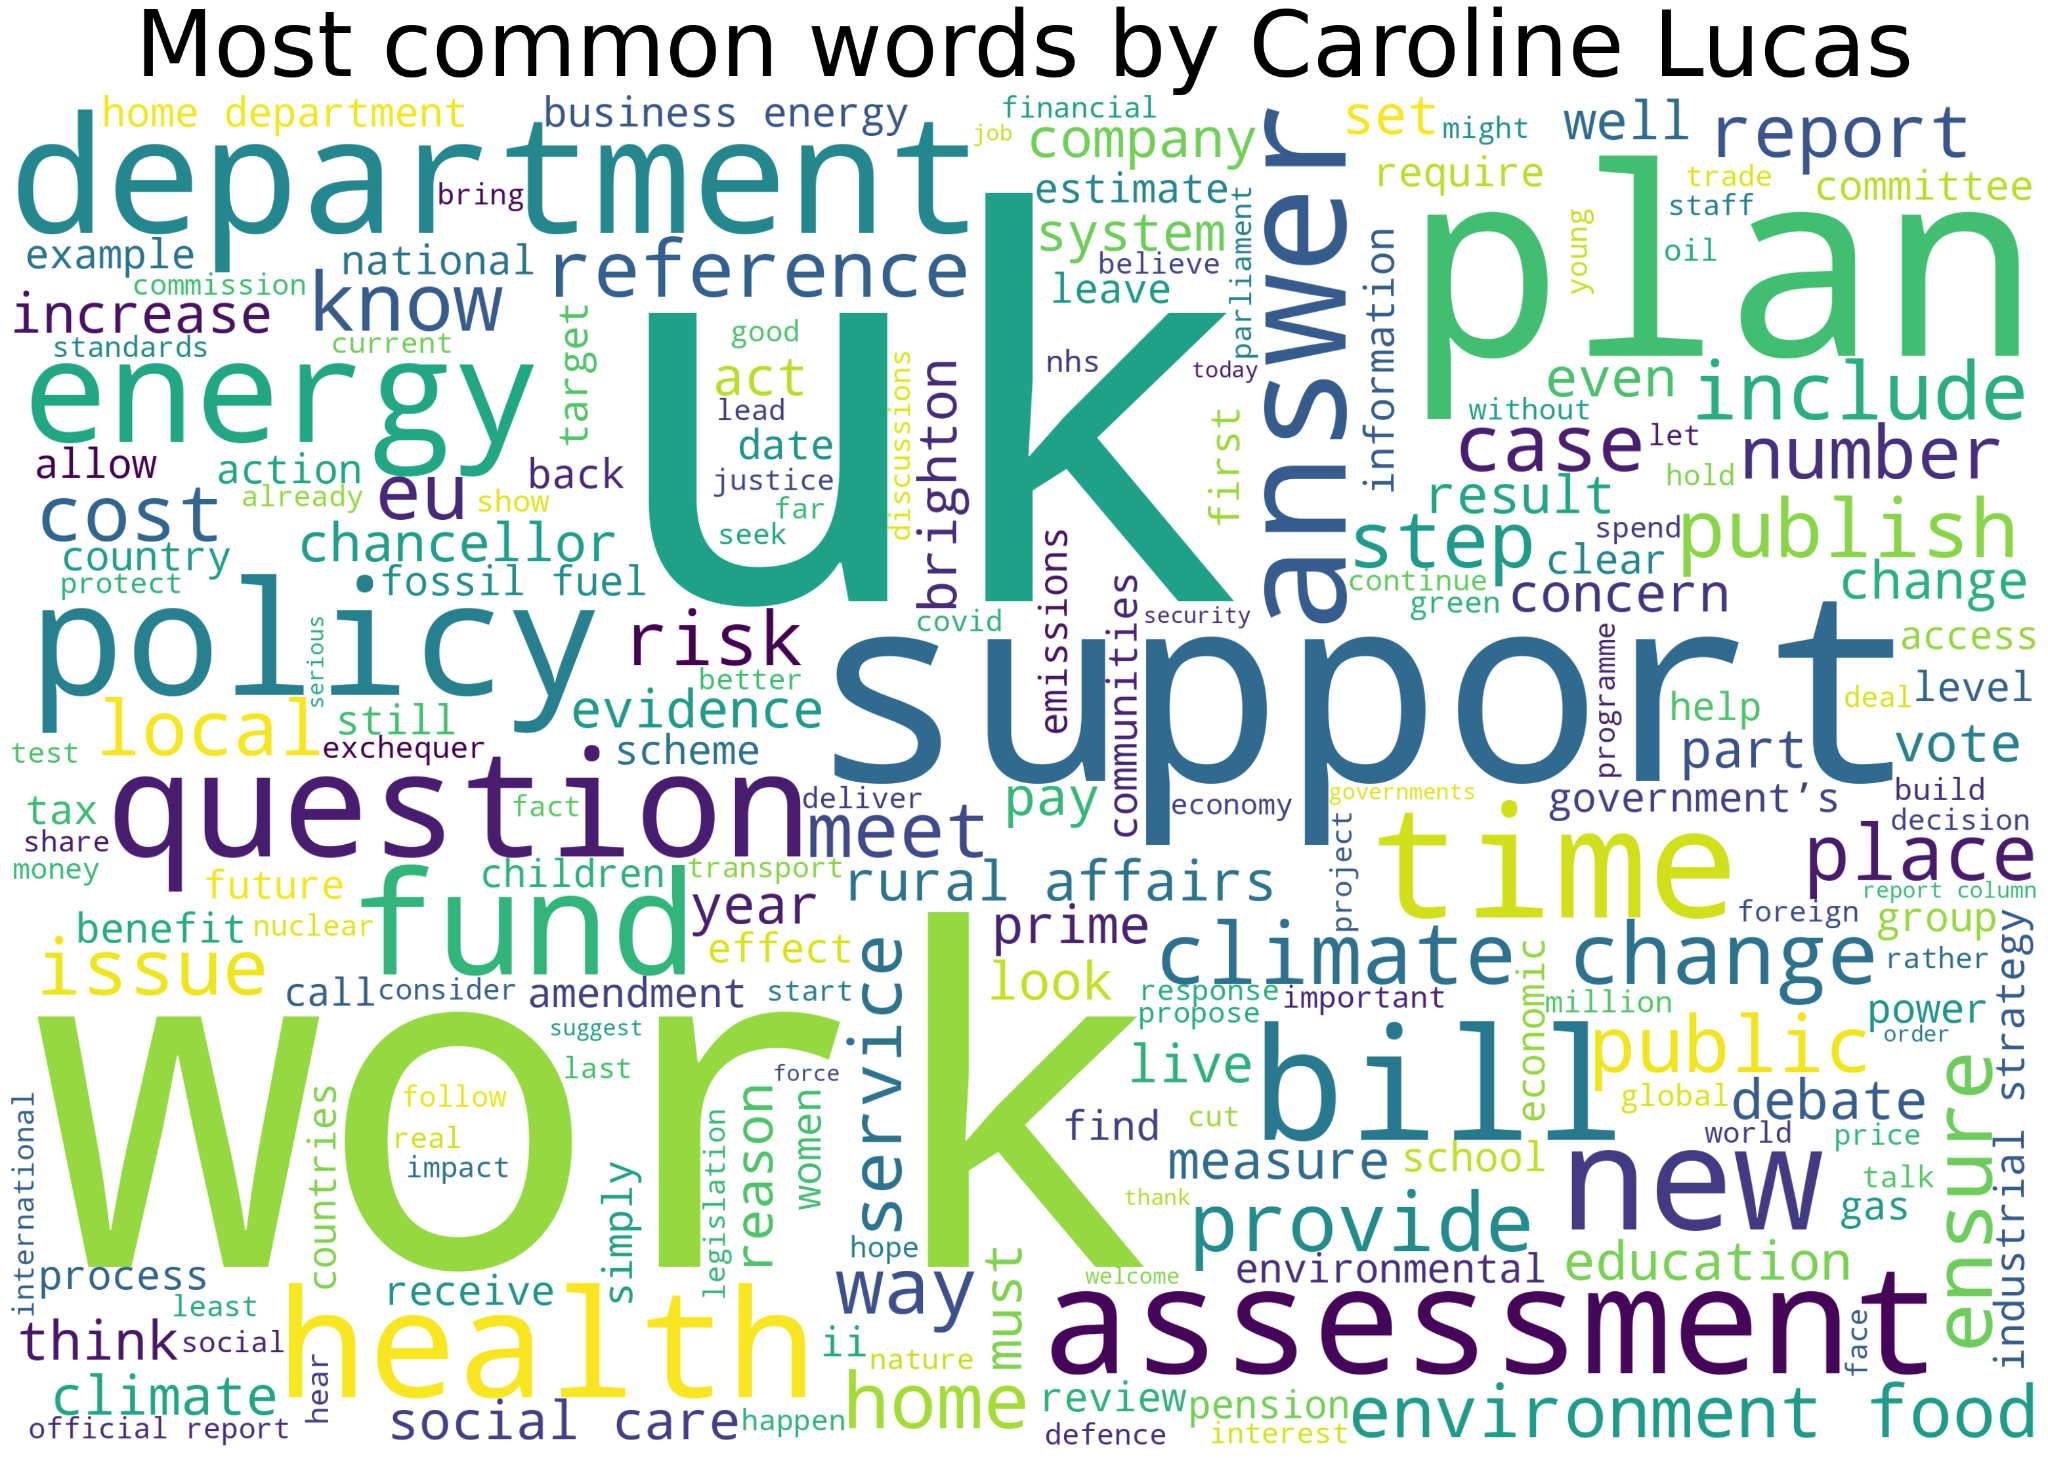 Most common words by Caroline Lucas
home department
business energy
financial
job
company
set
might
well
report
department
bring
estimate
answer
require
trade
committee
staff
plan
young
oil
example
national
reference
system
believe
parliament
information
commission
increase
know
leave
uk
standards
current
target
good
discussions
nhs
today
even
include
energy
act
brighton
first
without
case
let
number
lead
date
allow
action
back
justice
already
eu
show
far
seek
result
hold
cost
step
spend
publish
country
chancellor
clear
protect
fossil fuel
continue
green
concern
change
policy
serious
risk
covid
emissions
communities
security
support
programme
access
better
help
deal
level
local
still
evidence
test
exchequer
scheme
part
vote
question
tax
fact
deliver
meet
pay
economy
governments
government’s
build
share
decision
money
time
project
place
future
fund
children
transport
rural affairs
report column
benefit
nuclear
year
effect
service
prime
climate change
foreign
group
industrial strategy
issue
look
economic
rather
call
consider
amendment
start
response
important
million
power
propose
work
suggest
bill
public
order
last
force
live
ensure
international
countries
follow
reason
women
find
cut
global
debate
real
legislation
world
price
impact
simply
measure
school
new
talk
thank
gas
process
hope
provide
receive
way
must
welcome
environmental
education
least
health
assessment
think
social
ii
nature
face
climate
hear
home
review
pension
environment food
official report
social care
happen
defence
interest